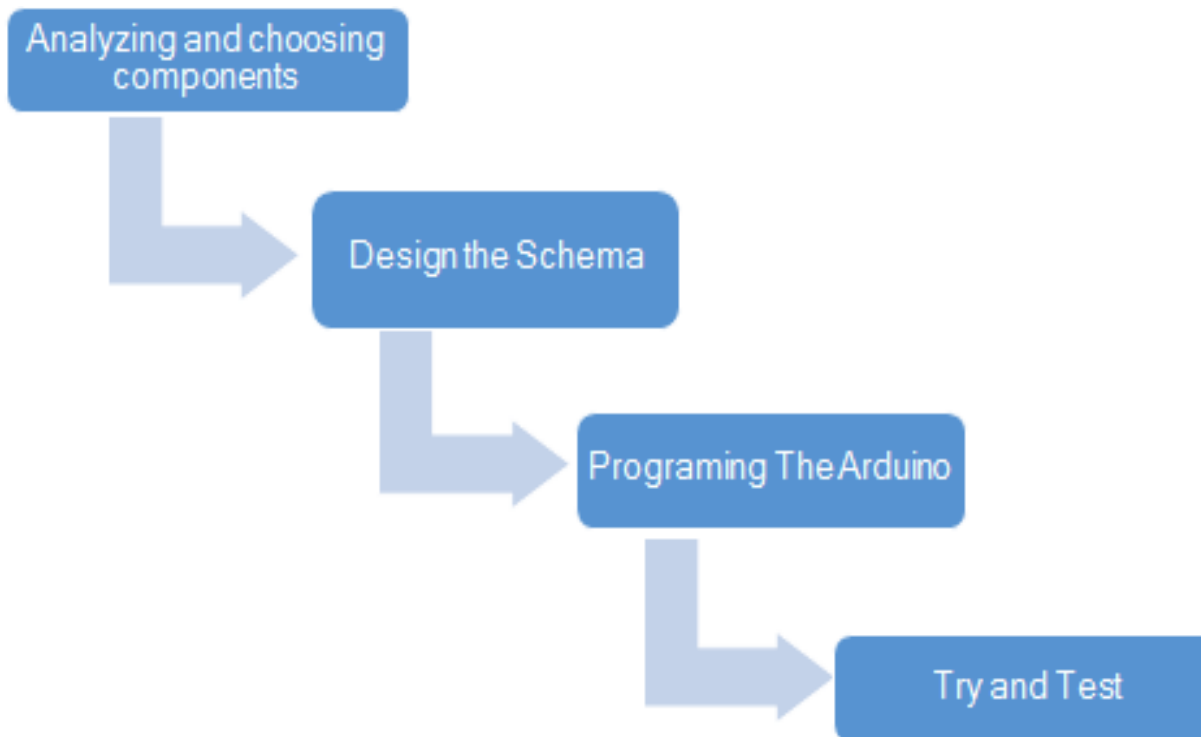 Analyzing and choosing
components
Design the Schema
Programing The Arduino
Try and Test